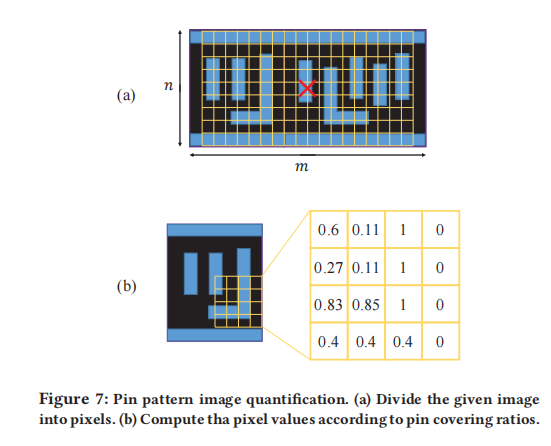 (a)
n
m
(b)
0.6 0.11 1 0
0.27 0.11 1 0
0.83 0.85 1 0
0.4 0.4 0.4 0
Figure 7: Pin pattern image quantification. (a) Divide the given image
into pixels. (b) Compute tha pixel values according to pin covering ratios.